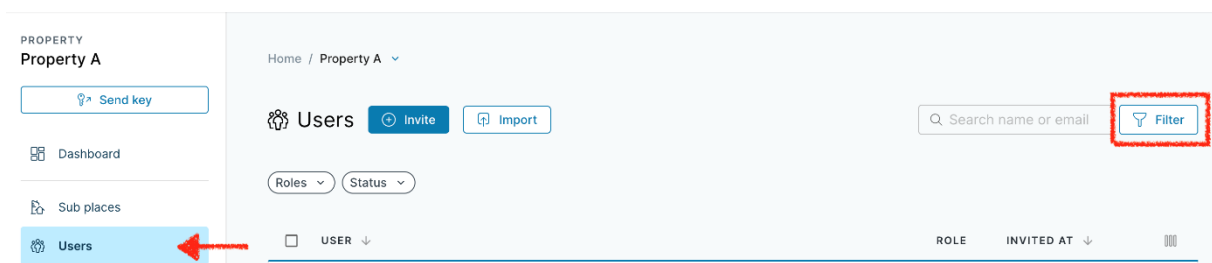 PROPERTY
Property A
Send key
Dashboard
Sub places
Users
Home / Property A
Users
Invite
Import
Search name or email
Filter
Roles
Status
USER
ROLE
INVITED AT